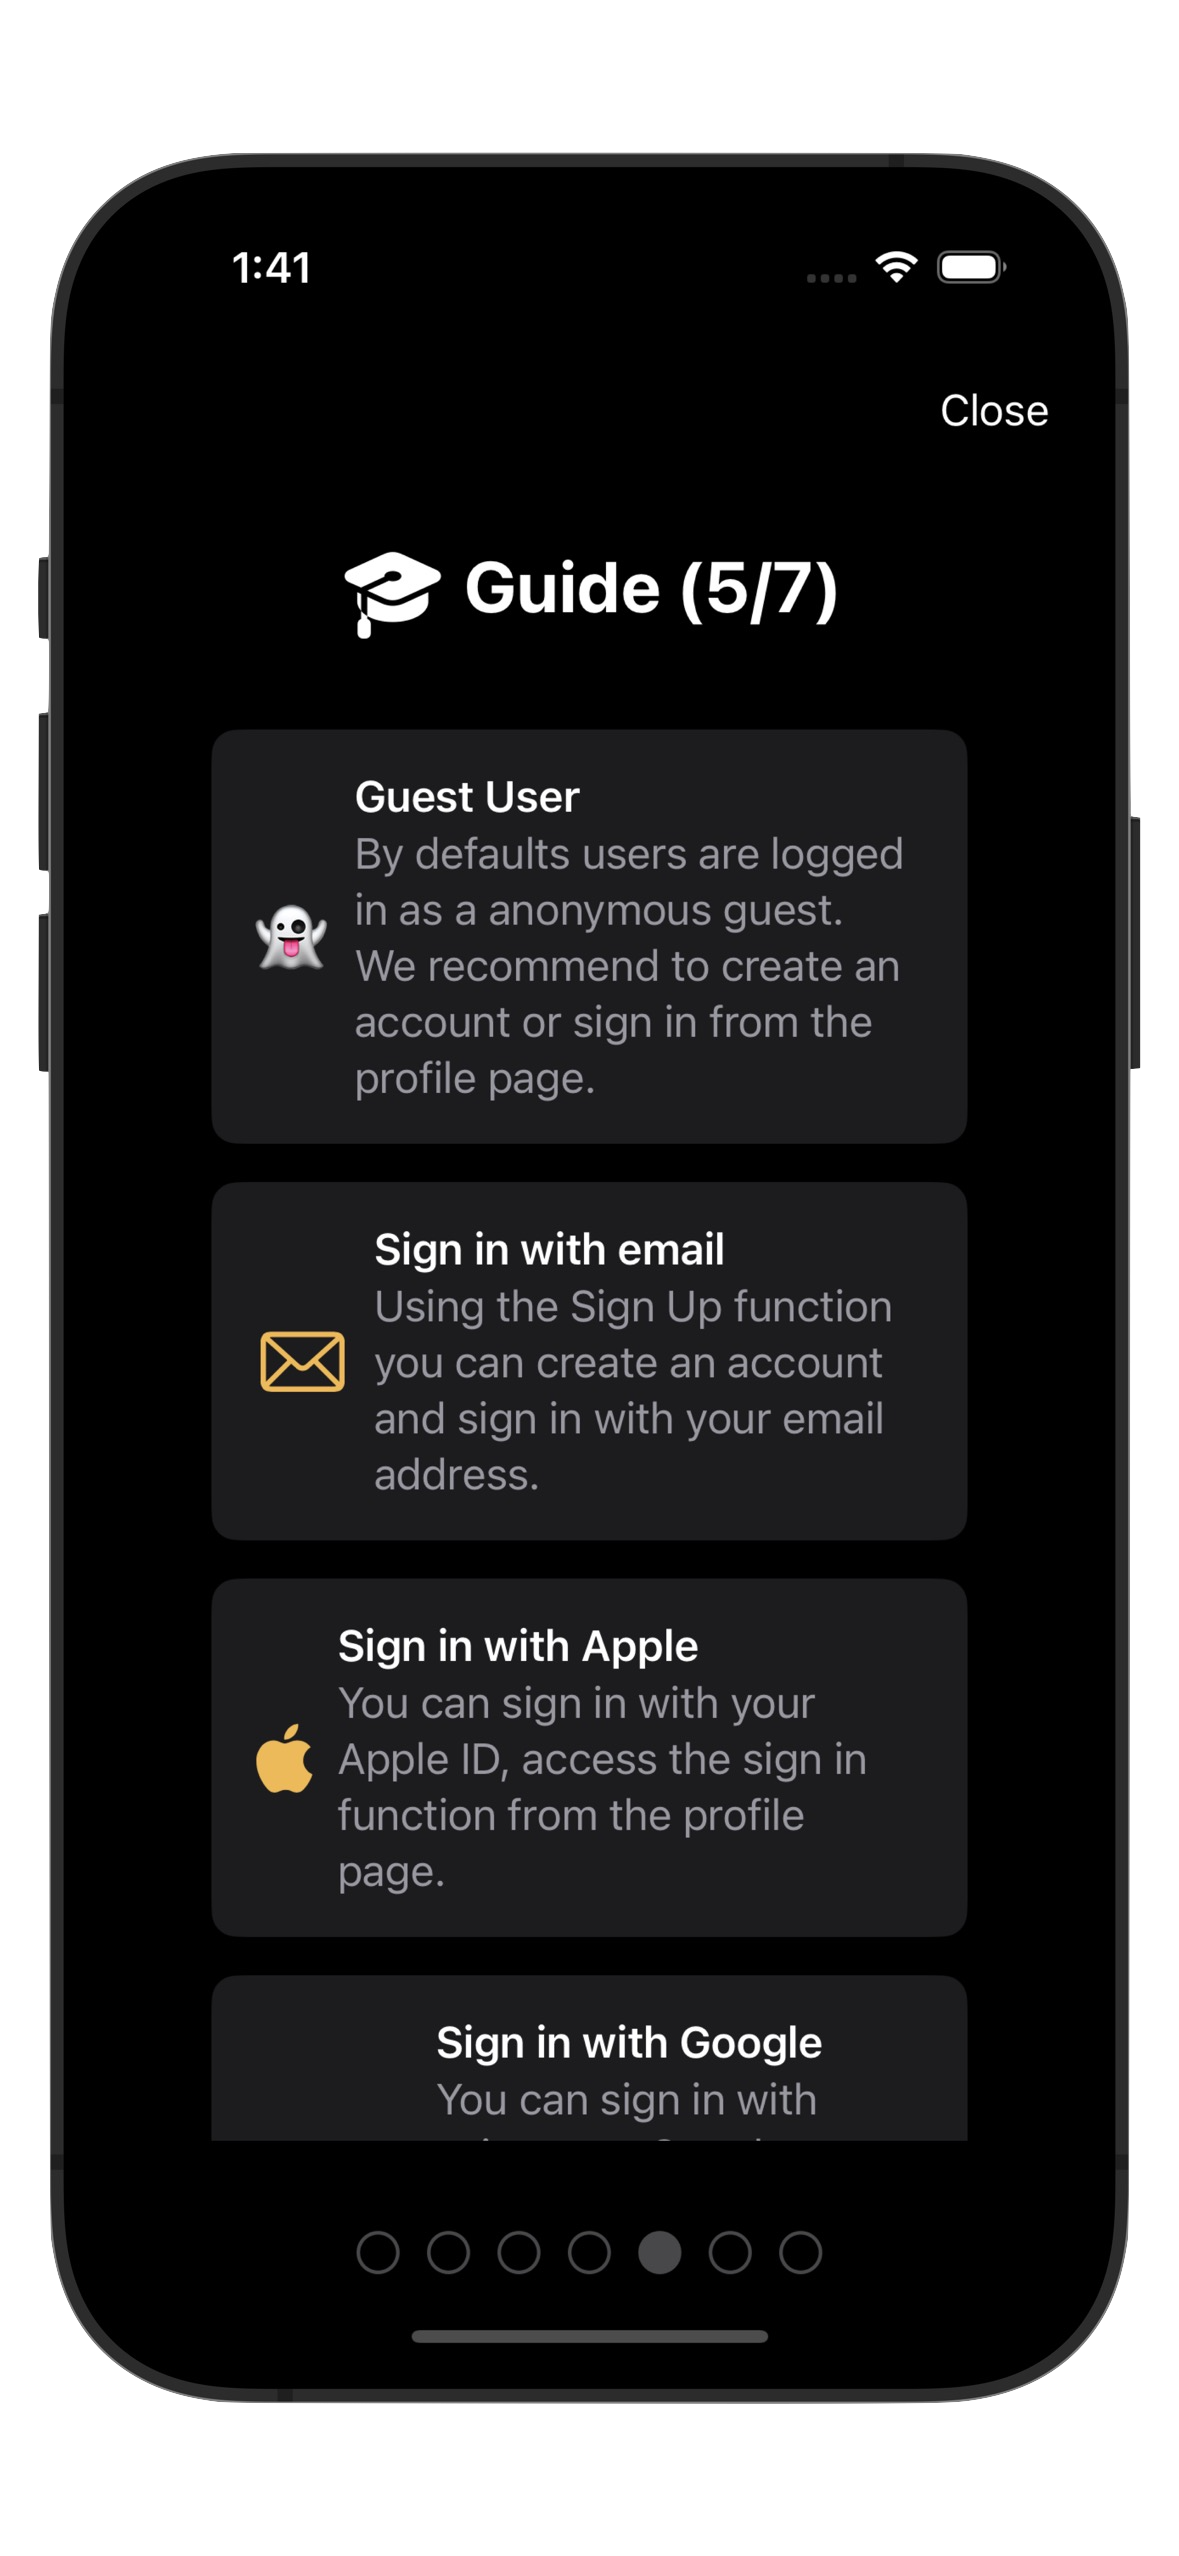 1:41
Close
Guide (5/7)
Guest User
By defaults users are logged
in as a anonymous guest.
We recommend to create an
account or sign in from the
profile page.
Sign in with email
Using the Sign Up function
you can create an account
and sign in with your email
address.
Sign in with Apple
You can sign in with your
Apple ID, access the sign in
function from the profile
page.
Sign in with Google
You can sign in with